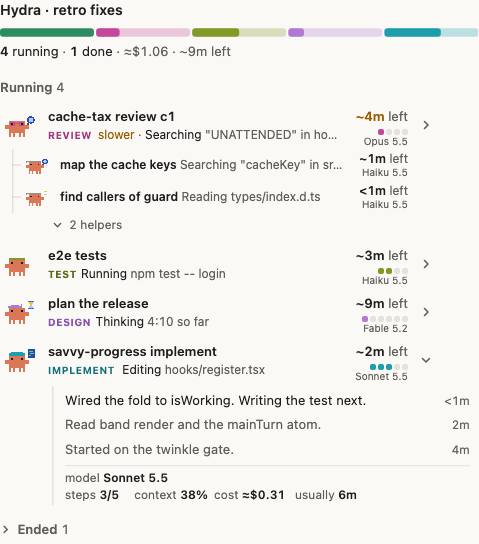 Hydra · retro fixes
4 running · 1 done · ≈$1.06 · ~9m left
Running 4
cache-tax review c1
~4m left
REVIEW slower · Searching "UNATTENDED" in ho...
Opus 5.5
map the cache keys Searching "cacheKey" in sr...
~1m left
Haiku 5.5
find callers of guard Reading types/index.d.ts
<1m left
Haiku 5.5
2 helpers
e2e tests
~3m left
TEST Running npm test -- login
Haiku 5.5
plan the release
~9m left
DESIGN Thinking 4:10 so far
Fable 5.2
savvy-progress implement
~2m left
IMPLEMENT Editing hooks/register.tsx
Sonnet 5.5
Wired the fold to isWorking. Writing the test next. <1m
Read band render and the mainTurn atom. 2m
Started on the twinkle gate. 4m
model Sonnet 5.5
steps 3/5 context 38% cost ≈$0.31 usually 6m
Ended 1